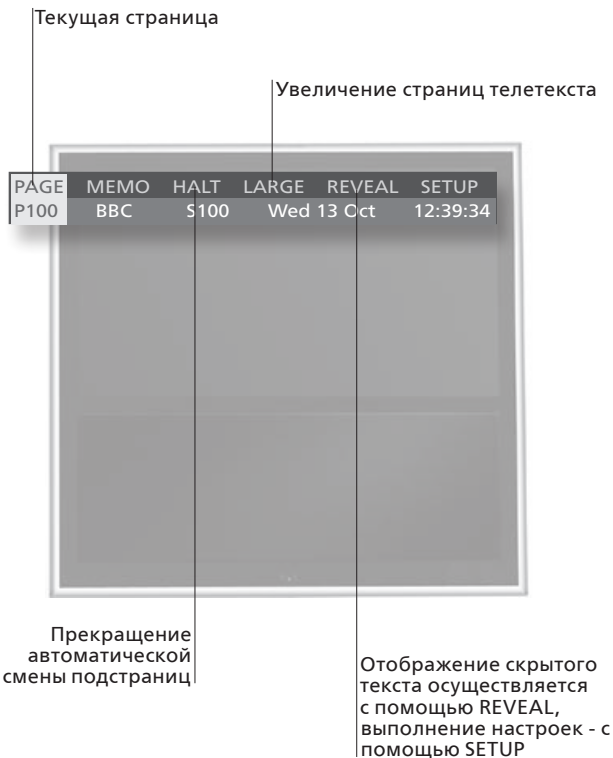 Текущая страница
Увеличение страниц телетекста
PAGE MEMO HALT LARGE REVEAL SETUP
P100 BBC S100 Wed 13 Oct 12:39:34
Прекращение
автоматической
смены подстраниц
Отображение скрытого
текста осуществляется
с помощью REVEAL,
выполнение настроек - с
помощью SETUP